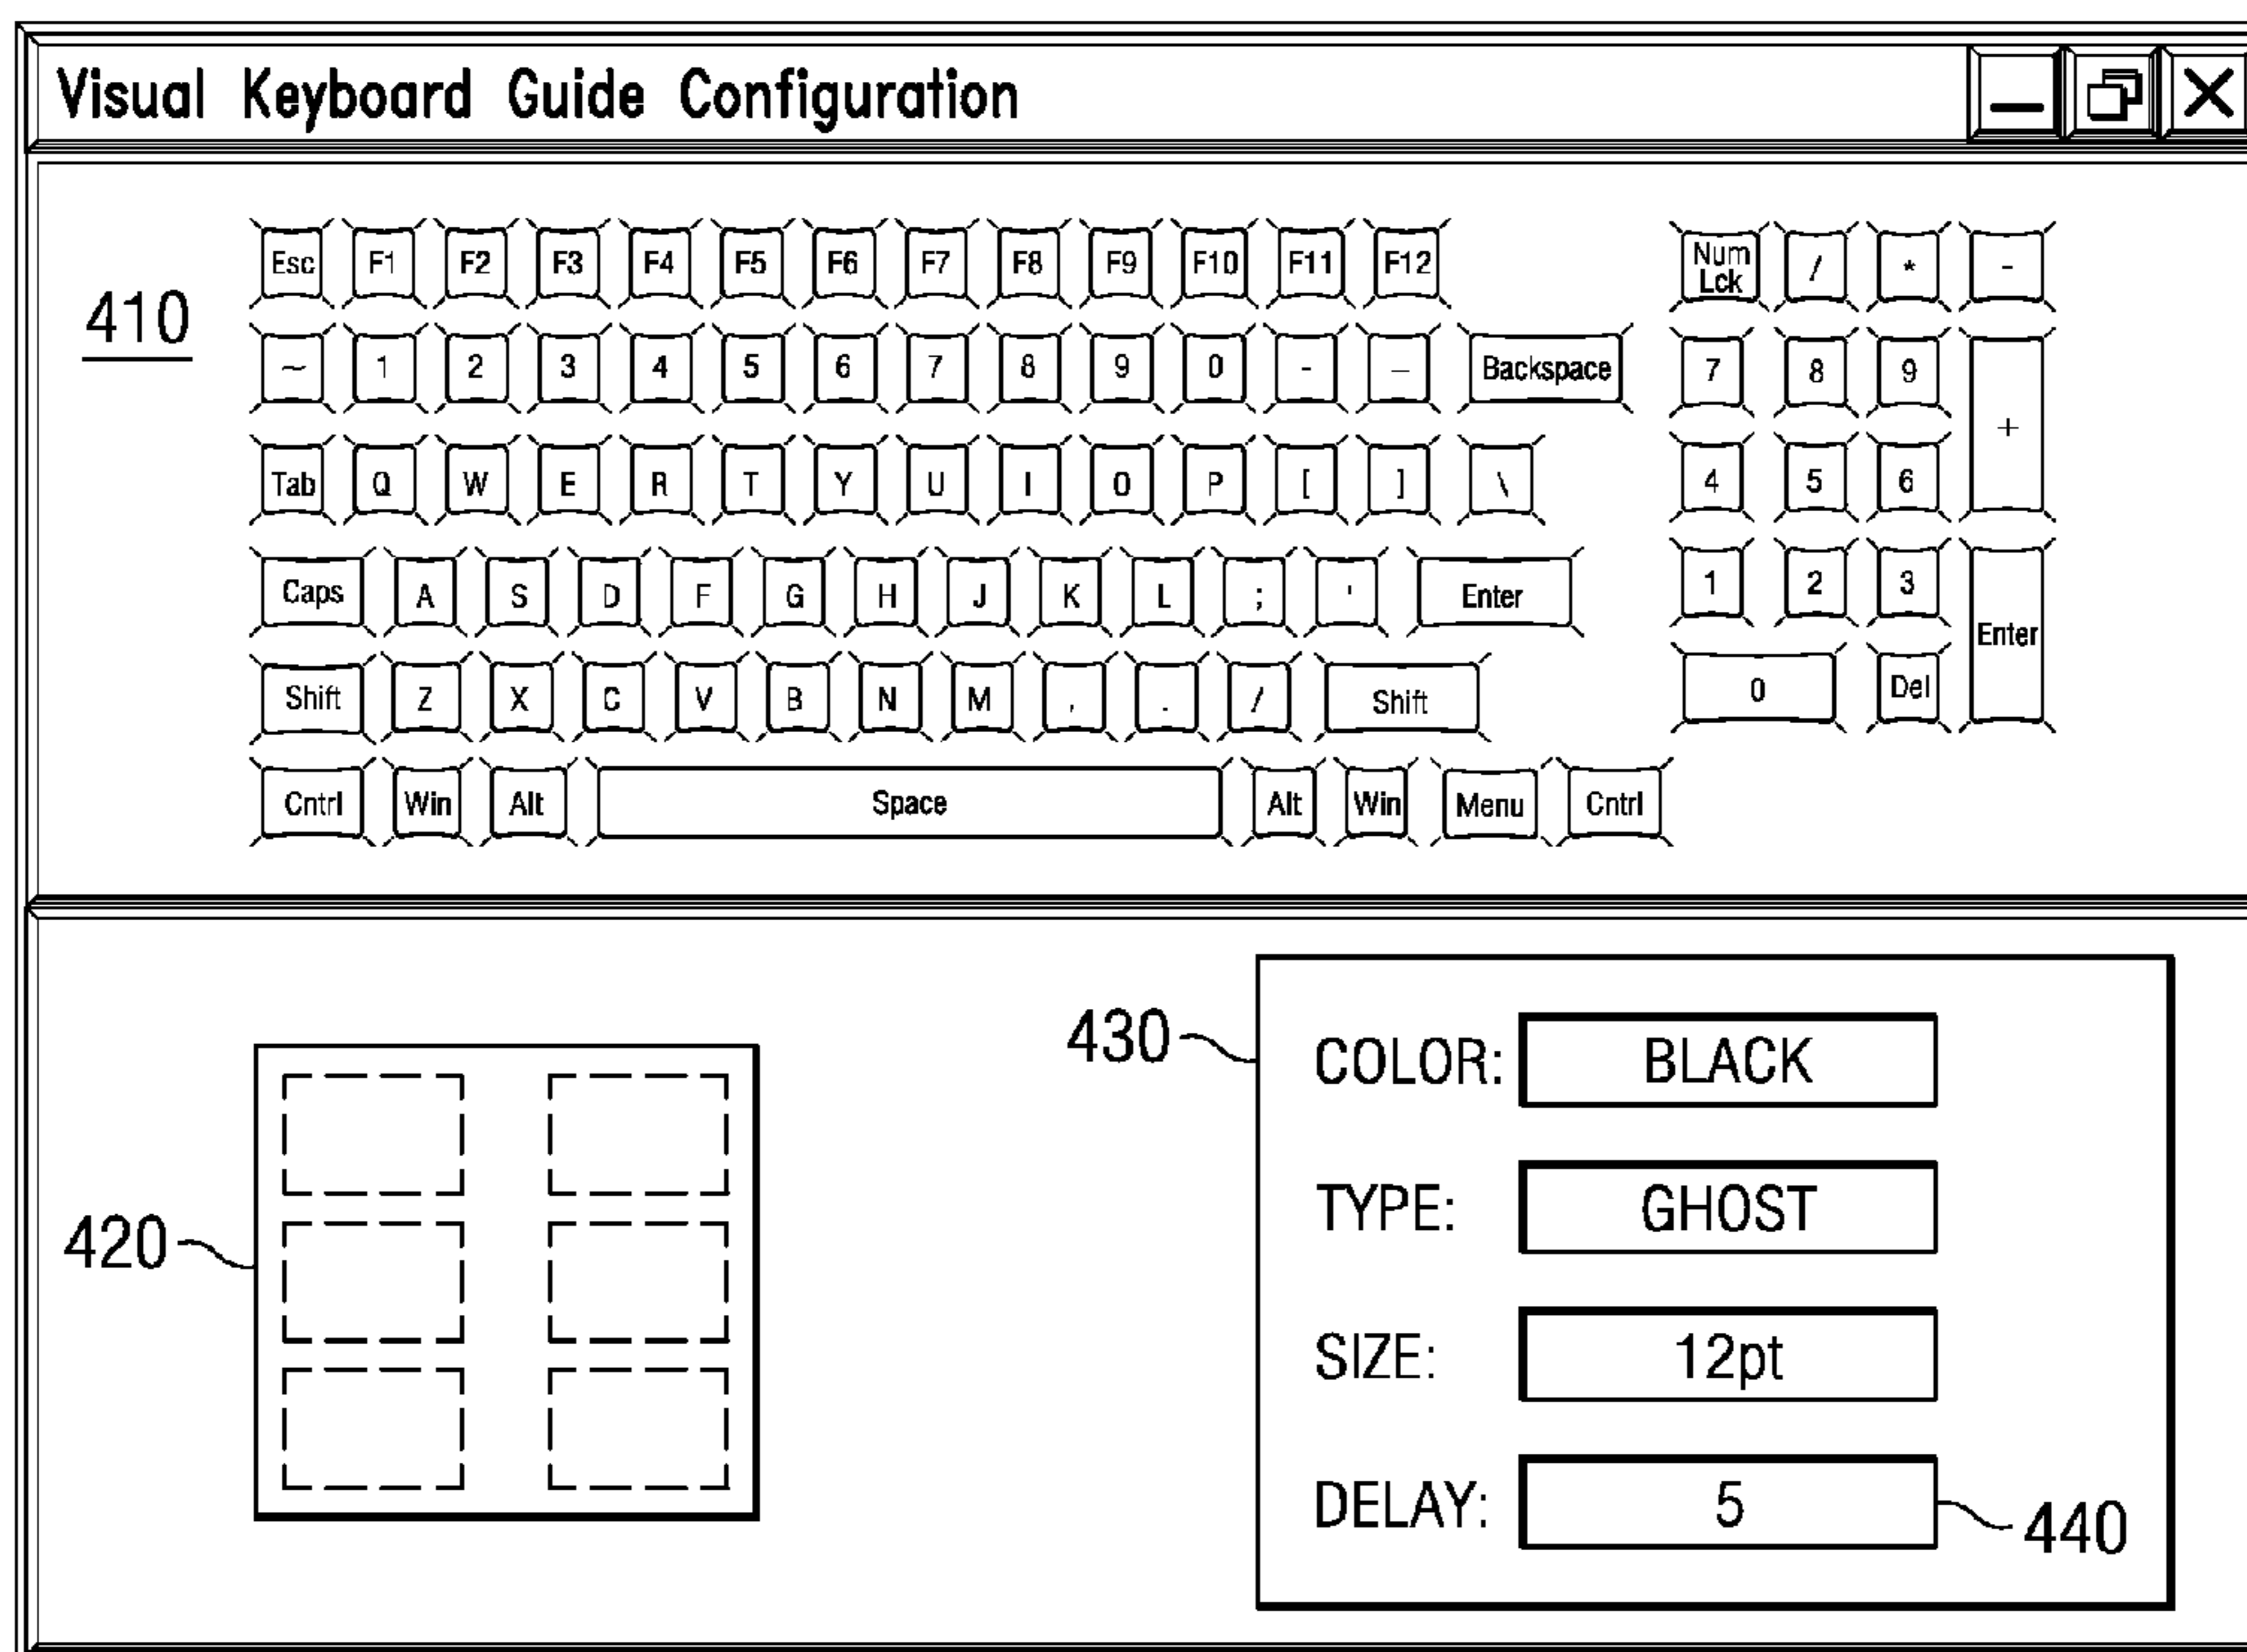 Visual Keyboard Guide Configuration
410
Esc F1 F2 F3 F4 F5 F6 F7 F8 F9 F10 F11 F12 Num Lck / * -
~ 1 2 3 4 5 6 7 8 9 0 - – Backspace 7 8 9 +
Tab Q W E R T Y U I O P [ ] \ 4 5 6
Caps A S D F G H J K L ; ' Enter 1 2 3 Enter
Shift Z X C V B N M , . / Shift 0 Del
Cntrl Win Alt Space Alt Win Menu Cntrl
420
430
COLOR: BLACK
TYPE: GHOST
SIZE: 12pt
DELAY: 5
440